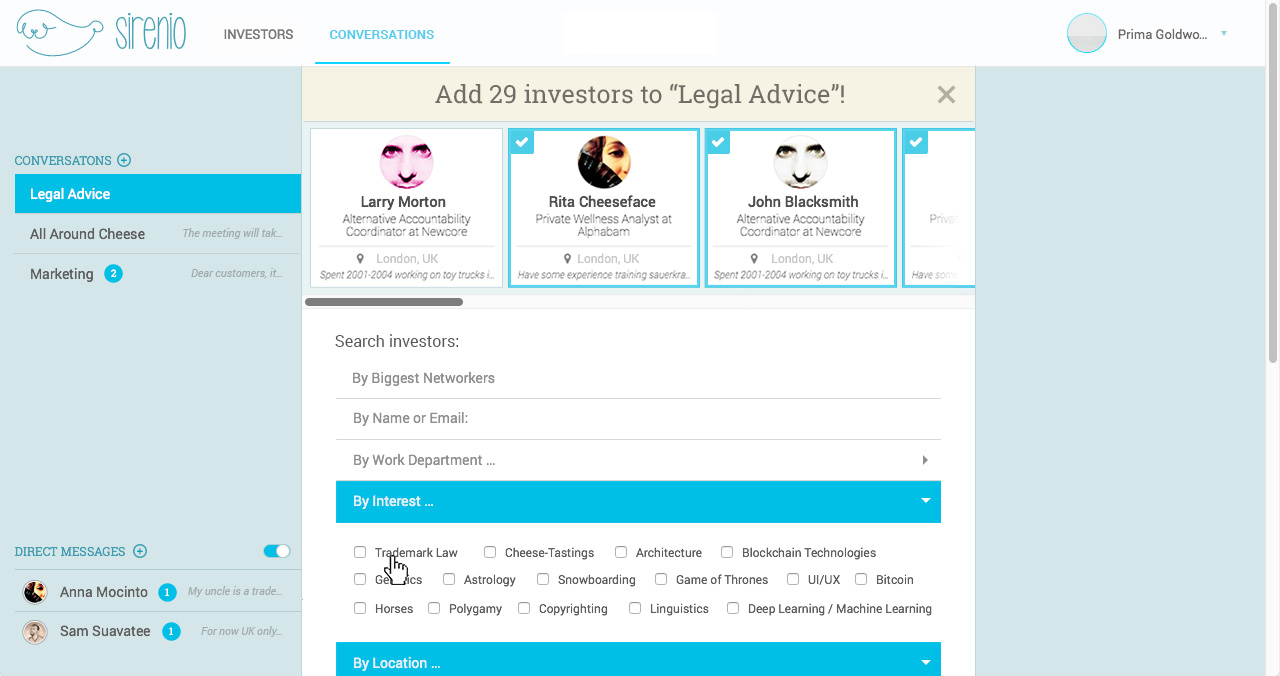 sirenio
INVESTORS
CONVERSATIONS
Prima Goldwo...
Add 29 investors to “Legal Advice”!
CONVERSATONS
Legal Advice
All Around Cheese
The meeting will tak...
Marketing
2
Dear customers, it...
Larry Morton
Alternative Accountability
Coordinator at Newcore
London, UK
Spent 2001-2004 working on toy trucks i...
Rita Cheeseface
Private Wellness Analyst at
Alphabam
London, UK
Have some experience training sauerkra...
John Blacksmith
Alternative Accountability
Coordinator at Newcore
London, UK
Spent 2001-2004 working on toy trucks i...
Have some
Search investors:
By Biggest Networkers
By Name or Email:
By Work Department ...
By Interest ...
Trademark Law
Cheese-Tastings
Architecture
Blockchain Technologies
Astrology
Snowboarding
Game of Thrones
UI/UX
Bitcoin
Horses
Polygamy
Copyrighting
Linguistics
Deep Learning / Machine Learning
By Location ...
DIRECT MESSAGES
Anna Mocinto
1
My uncle is a trade...
Sam Suavatee
1
For now UK only...